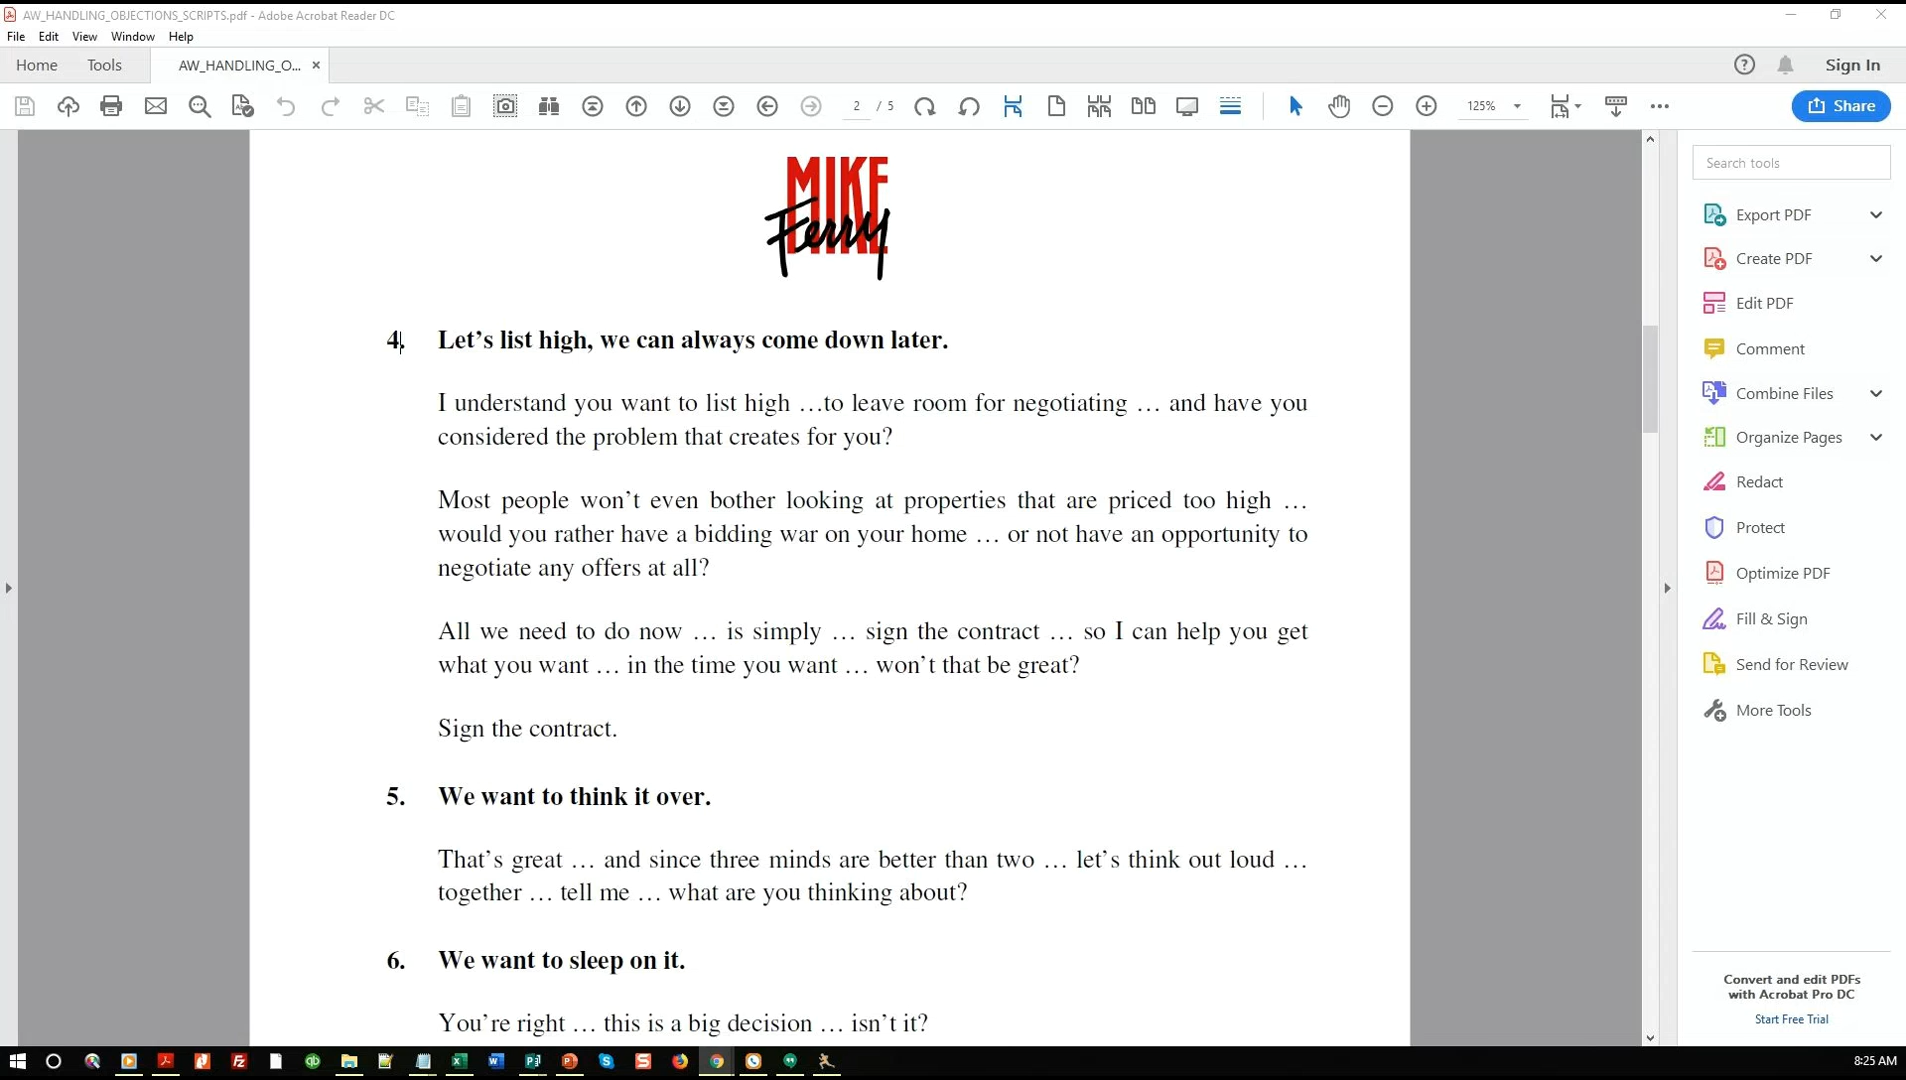 AW_HANDLING_OBJECTIONS_SCRIPTS.pdf - Adobe Acrobat Reader DC
File Edit View Window Help
Home Tools AW_HANDLING_O... × Sign In
2 / 5 125% Share
MIKE
Ferry
4. Let’s list high, we can always come down later.
I understand you want to list high …to leave room for negotiating … and have you
considered the problem that creates for you?
Most people won’t even bother looking at properties that are priced too high …
would you rather have a bidding war on your home … or not have an opportunity to
negotiate any offers at all?
All we need to do now … is simply … sign the contract … so I can help you get
what you want … in the time you want … won’t that be great?
Sign the contract.
5. We want to think it over.
That’s great … and since three minds are better than two … let’s think out loud …
together … tell me … what are you thinking about?
6. We want to sleep on it.
You’re right … this is a big decision … isn’t it?
Search tools
Export PDF
Create PDF
Edit PDF
Comment
Combine Files
Organize Pages
Redact
Protect
Optimize PDF
Fill & Sign
Send for Review
More Tools
Convert and edit PDFs
with Acrobat Pro DC
Start Free Trial
8:25 AM